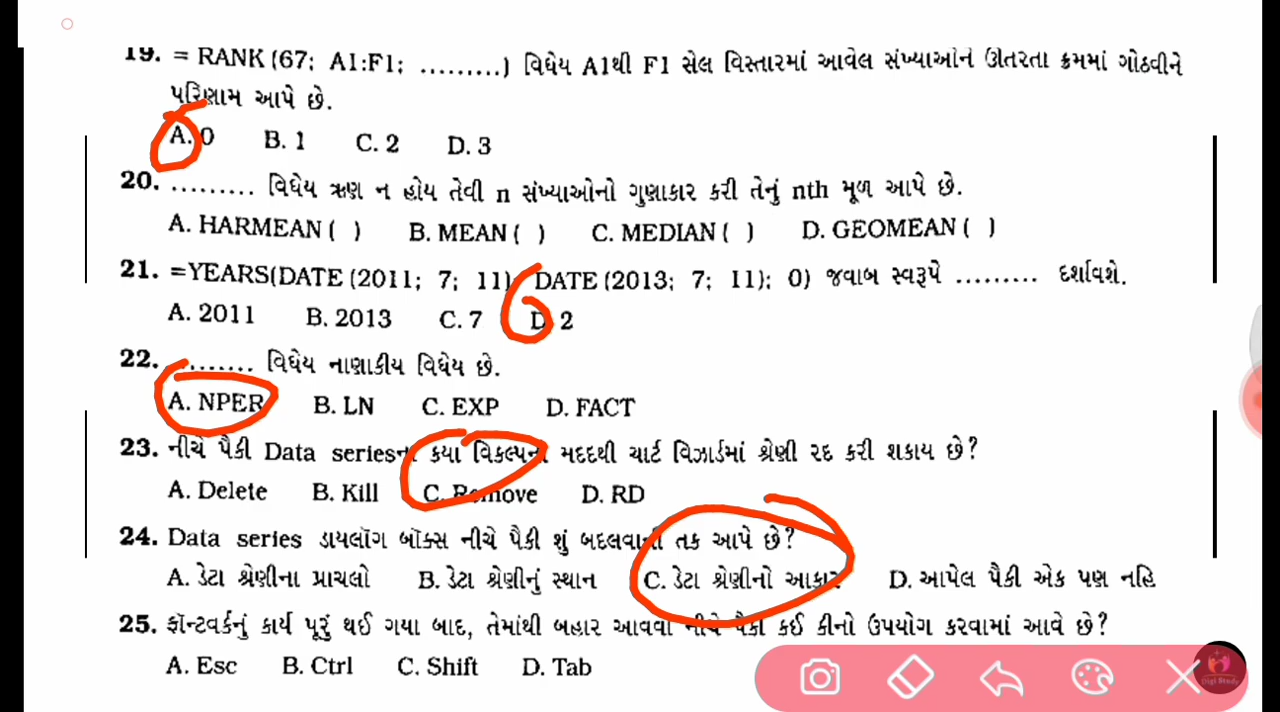 19. = RANK (67; A1:F1; .........) વિધેય A1થી F1 સેલ વિસ્તારમાં આવેલ સંખ્યાઓને ઊતરતા ક્રમમાં ગોઠવીને
પરિણામ આપે છે.
A. 0 B. 1 C. 2 D. 3
20. ......... વિધેય ઋણ ન હોય તેવી n સંખ્યાઓનો ગુણાકાર કરી તેનું nth મૂળ આપે છે.
A. HARMEAN ( ) B. MEAN ( ) C. MEDIAN ( ) D. GEOMEAN ( )
21. =YEARS(DATE (2011; 7; 11) DATE (2013; 7; 11); 0) જવાબ સ્વરૂપે ......... દર્શાવશે.
A. 2011 B. 2013 C. 7 D. 2
22. ......... વિધેય નાણાકીય વિધેય છે.
A. NPER B. LN C. EXP D. FACT
23. નીચે પૈકી Data seriesના કયા વિકલ્પની મદદથી ચાર્ટ વિઝાર્ડમાં શ્રેણી રદ કરી શકાય છે?
A. Delete B. Kill C. Remove D. RD
24. Data series ડાયલૉગ બૉક્સ નીચે પૈકી શું બદલવાની તક આપે છે?
A. ડેટા શ્રેણીના પ્રાચલો B. ડેટા શ્રેણીનું સ્થાન C. ડેટા શ્રેણીનો આકાર D. આપેલ પૈકી એક પણ નહિ
25. ફૉન્ટવર્કનું કાર્ય પૂરું થઈ ગયા બાદ, તેમાંથી બહાર આવવા નીચે પૈકી કઈ કીનો ઉપયોગ કરવામાં આવે છે?
A. Esc B. Ctrl C. Shift D. Tab
Digi Study